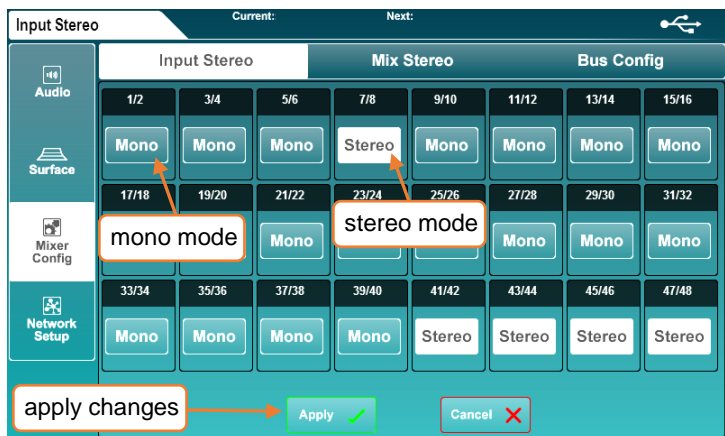 Input Stereo
Current:
Next:
Audio
Surface
Mixer
Config
Network
Setup
Input Stereo
Mix Stereo
Bus Config
1/2 3/4 5/6 7/8 9/10 11/12 13/14 15/16
Mono Mono Mono Stereo Mono Mono Mono Mono
17/18 19/20 21/22 23/24 25/26 27/28 29/30 31/32
mono mode
stereo mode
Mono Mono Mono Mono
33/34 35/36 37/38 39/40 41/42 43/44 45/46 47/48
Mono Mono Mono Mono Stereo Stereo Stereo Stereo
apply changes
Apply
Cancel